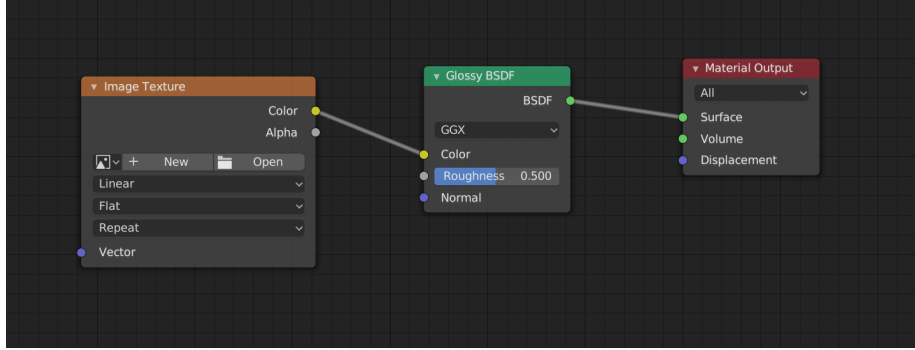 Image Texture
Color
Alpha
+ New Open
Linear
Flat
Repeat
Vector
Glossy BSDF
BSDF
GGX
Color
Roughness 0.500
Normal
Material Output
All
Surface
Volume
Displacement